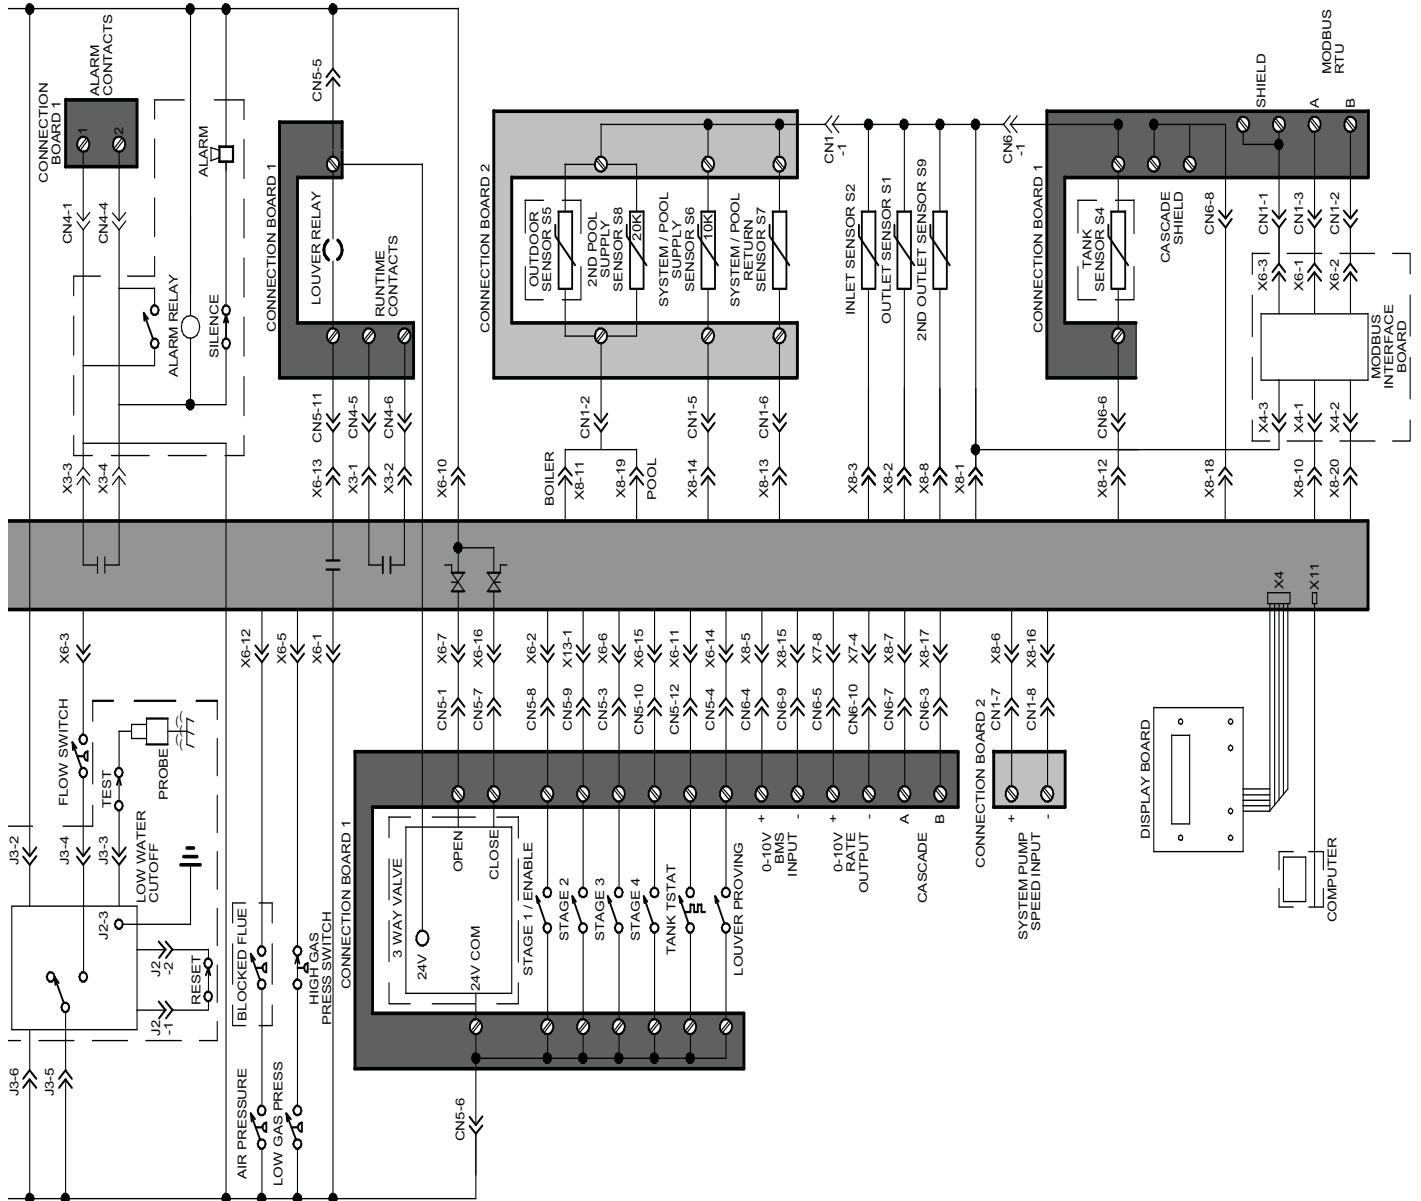 CONNECTION
BOARD 1
ALARM
CONTACTS
1
2
CN4-1
CN4-4
ALARM
ALARM RELAY
SILENCE
X3-3
X3-4
CN5-5
CONNECTION BOARD 1
LOUVER RELAY
RUNTIME
CONTACTS
CN5-11
CN4-5
CN4-6
X6-13
X3-1
X3-2
X6-10
CONNECTION BOARD 2
OUTDOOR
SENSOR S5
2ND POOL
SUPPLY
SENSOR S8
20K
SYSTEM / POOL
SUPPLY
SENSOR S6
10K
SYSTEM / POOL
RETURN
SENSOR S7
CN1-2
CN1-5
CN1-6
BOILER
X8-11
X8-19
POOL
X8-14
X8-13
CN1
-1
INLET SENSOR S2
OUTLET SENSOR S1
2ND OUTLET SENSOR S9
X8-3
X8-2
X8-8
X8-1
CN6
-1
CONNECTION BOARD 1
TANK
SENSOR S4
CASCADE
SHIELD
CN6-8
SHIELD
MODBUS
RTU
A
B
CN1-1
CN1-3
CN1-2
X6-3
X6-1
X6-2
MODBUS
INTERFACE
BOARD
X4-3
X4-1
X4-2
CN6-6
X8-12
X8-18
X8-10
X8-20
X4
X11
X6-3
X6-12
X6-5
X6-1
X6-7
X6-16
X6-2
X13-1
X6-6
X6-15
X6-11
X6-14
X8-5
X8-15
X7-8
X7-4
X8-7
X8-17
X8-6
X8-16
CN5-1
CN5-7
CN5-8
CN5-9
CN5-3
CN5-10
CN5-12
CN5-4
CN6-4
CN6-9
CN6-5
CN6-10
CN6-7
CN6-3
CN1-7
CN1-8
FLOW SWITCH
TEST
PROBE
J3-2
J3-4
J3-3
LOW WATER
CUTOFF
J2-3
J2
-2
J2
-1
RESET
J3-6
J3-5
BLOCKED FLUE
HIGH GAS
PRESS SWITCH
AIR PRESSURE
LOW GAS PRESS
CONNECTION BOARD 1
3 WAY VALVE
24V
OPEN
CLOSE
24V COM
STAGE 1 / ENABLE
STAGE 2
STAGE 3
STAGE 4
TANK TSTAT
LOUVER PROVING
+
0-10V
BMS
INPUT
-
+
0-10V
RATE
OUTPUT
-
A
CASCADE
B
CN5-6
CONNECTION BOARD 2
+
SYSTEM PUMP
SPEED INPUT
-
DISPLAY BOARD
COMPUTER